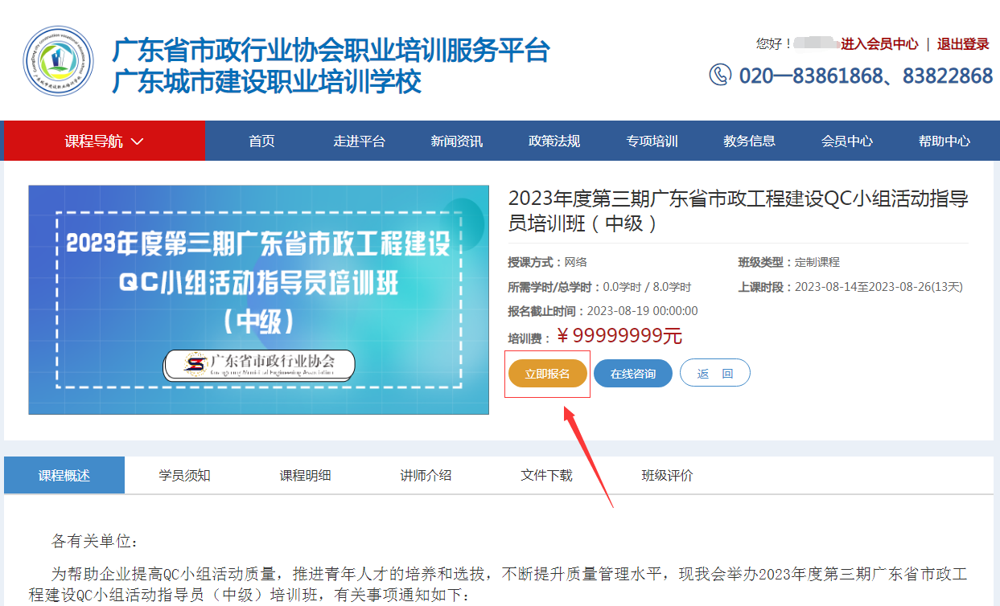 广东省市政行业协会职业培训服务平台
广东城市建设职业培训学校
您好！
进入会员中心 | 退出登录
020—83861868、83822868
课程导航 首页 走进平台 新闻资讯 政策法规 专项培训 教务信息 会员中心 帮助中心
2023年度第三期广东省市政工程建设
QC小组活动指导员培训班
（中级）
广东省市政行业协会
Guangdong Municipal Engineering Association
2023年度第三期广东省市政工程建设QC小组活动指导
员培训班（中级）
授课方式：网络 班级类型：定制课程
所需学时/总学时：0.0学时 / 8.0学时 上课时段：2023-08-14至2023-08-26(13天)
报名截止时间：2023-08-19 00:00:00
培训费：￥99999999元
立即报名 在线咨询 返 回
课程概述 学员须知 课程明细 讲师介绍 文件下载 班级评价
各有关单位：
为帮助企业提高QC小组活动质量，推进青年人才的培养和选拔，不断提升质量管理水平，现我会举办2023年度第三期广东省市政工
程建设QC小组活动指导员（中级）培训班，有关事项通知如下：